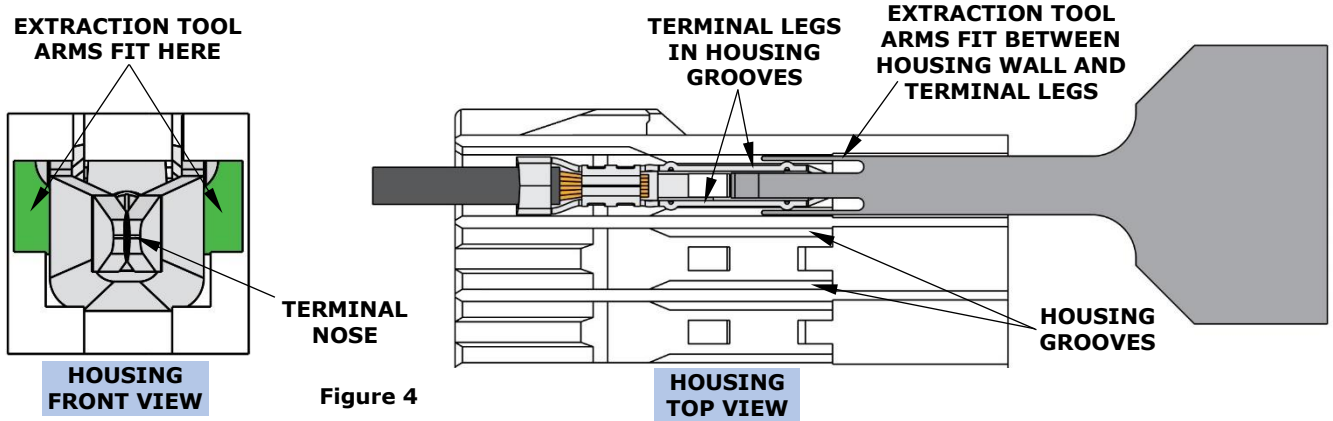 EXTRACTION TOOL
ARMS FIT HERE
TERMINAL LEGS
IN HOUSING
GROOVES
EXTRACTION TOOL
ARMS FIT BETWEEN
HOUSING WALL AND
TERMINAL LEGS
TERMINAL
NOSE
HOUSING
GROOVES
HOUSING
FRONT VIEW
Figure 4
HOUSING
TOP VIEW